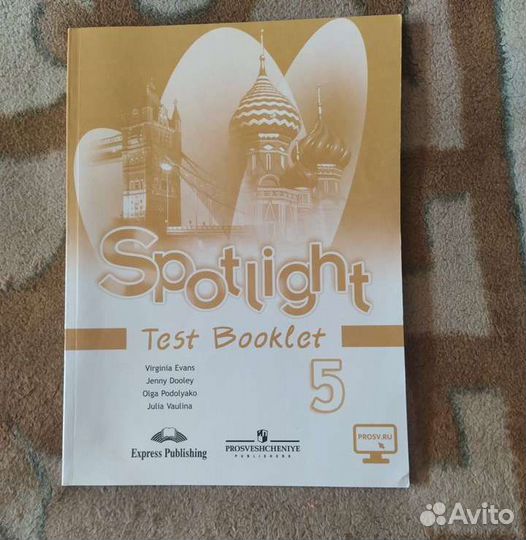 Spotlight
Test Booklet
Virginia Evans
Jenny Dooley
Olga Podolyako
Julia Vaulina
5
PROSV.RU
Express Publishing
PROSVESHCHENIYE
PUBLISHERS
Avito